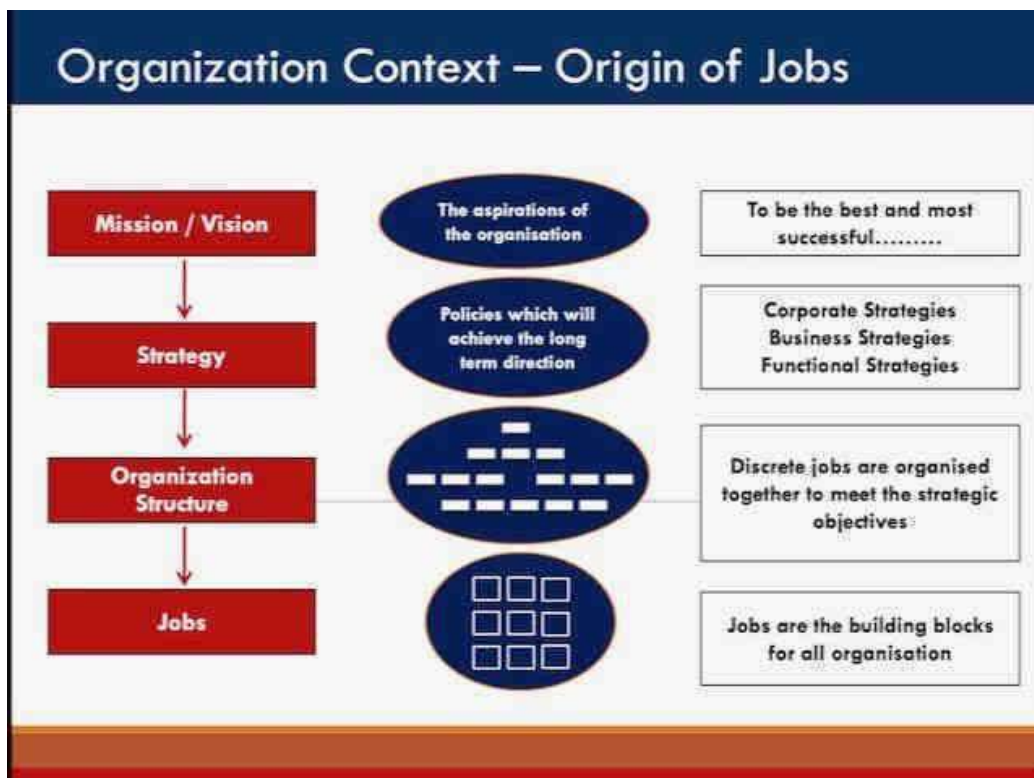 Organization Context – Origin of Jobs
Mission / Vision
The aspirations of
the organisation
To be the best and most
successful.........
Strategy
Policies which will
achieve the long
term direction
Corporate Strategies
Business Strategies
Functional Strategies
Organization
Structure
Discrete jobs are organised
together to meet the strategic
objectives
Jobs
Jobs are the building blocks
for all organisation